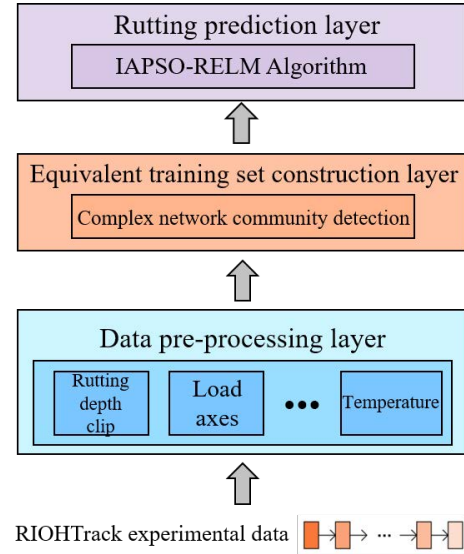 Rutting prediction layer
IAPSO-RELM Algorithm
Equivalent training set construction layer
Complex network community detection
Data pre-processing layer
Rutting
depth
clip
Load
axes
•••
Temperature
RIOHTrack experimental data
...